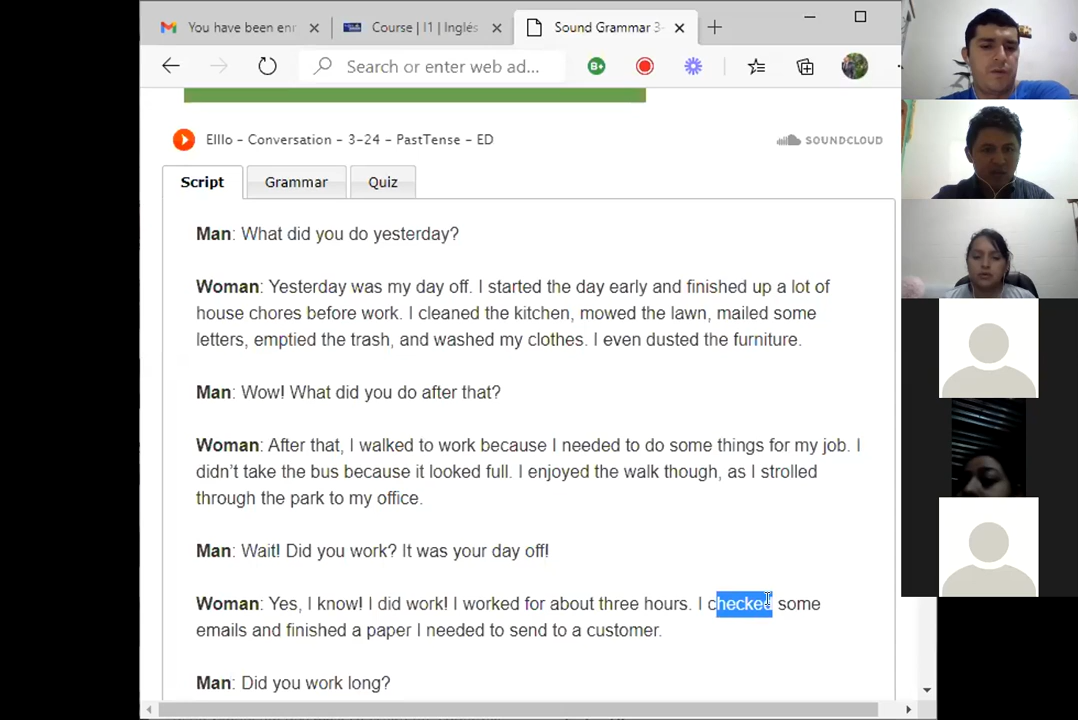 You have been enr
Course | I1 | Inglés
Sound Grammar 3-
Search or enter web ad...
B+
Elllo - Conversation - 3-24 - PastTense - ED
SOUNDCLOUD
Script
Grammar
Quiz
Man: What did you do yesterday?
Woman: Yesterday was my day off. I started the day early and finished up a lot of
house chores before work. I cleaned the kitchen, mowed the lawn, mailed some
letters, emptied the trash, and washed my clothes. I even dusted the furniture.
Man: Wow! What did you do after that?
Woman: After that, I walked to work because I needed to do some things for my job. I
didn’t take the bus because it looked full. I enjoyed the walk though, as I strolled
through the park to my office.
Man: Wait! Did you work? It was your day off!
Woman: Yes, I know! I did work! I worked for about three hours. I checked some
emails and finished a paper I needed to send to a customer.
Man: Did you work long?